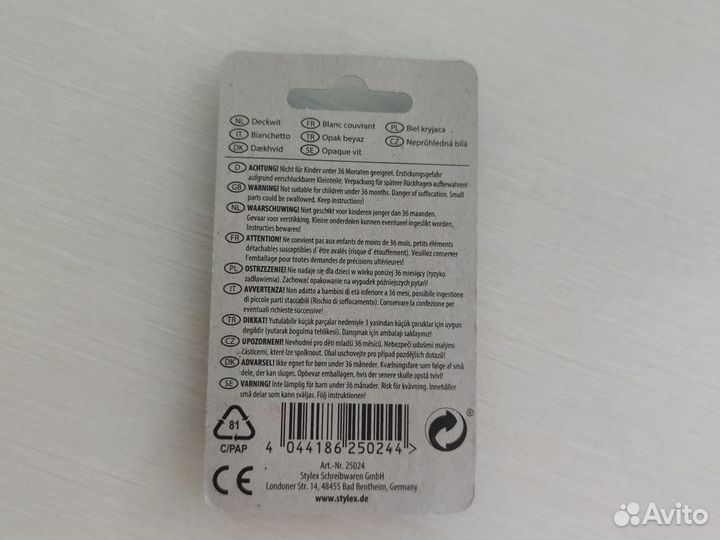 NL Deckwit FR Blanc couvrant PL Biel kryjaca
IT Bianchetto TR Opak beyaz CZ Neprůhledná bílá
DK Dækhvid SE Opaque vit
D ACHTUNG! Nicht für Kinder unter 36 Monaten geeignet. Erstickungsgefahr
aufgrund verschluckbarer Kleinteile. Verpackung für spätere Rückfragen aufbewahren!
GB WARNING! Not suitable for children under 36 months. Danger of suffocation. Small
parts could be swallowed. Keep instructions!
NL WAARSCHUWING! Niet geschikt voor kinderen jonger dan 36 maanden.
Gevaar voor verstikking. Kleine onderdelen kunnen eventueel ingeslikt worden,
Instructies bewaren!
FR ATTENTION! Ne convient pas aux enfants de moins de 36 mois, petits éléments
détachables susceptibles d'être avalés (risque d'étouffement). Veuillez conserver
l'emballage pour toutes demandes de précisions ultérieures!
PL OSTRZEZENIE! Nie nadaje się dla dzieci w wieku poniżej 36 miesięcy (ryzyko
zadławienia). Zachować opakowanie na wypadek późniejszych pytań!
IT AVVERTENZA! Non adatto a bambini di età inferiore a 36 mesi, possibile ingestione
di piccole parti staccabili (Rischio di soffocamento). Conservare la confezione per
eventuali richieste successive!
TR DIKKAT! Yutulabilir küçük parçalar nedeniyle 3 yasindan küçük çocuklar için uygun
degildir (yutarak bogulma tehlikesi). Danışmak için ambalajı saklayınız!
CZ UPOZORNENI! Nevhodné pro děti mladší 36 měsíců. Nebezpečí udušení malými
částicemi, které lze spolknout. Obal uschovejte pro případ pozdějších dotazů!
DK ADVARSEL! Ikke egnet for børn under 36 måneder. Kvælningsfare som følge af små
dele, der kan sluges. Opbevar emballagen, hvis der senere skulle opstå tvivl!
SE VARNING! Inte lämplig för barn under 36 månader. Risk för kvävning. Innehåller
små delar som kan sväljas. Följ instruktionen!
81
C/PAP
4 044186 250244 >
®
CE
Art.-Nr. 25024
Stylex Schreibwaren GmbH
Londoner Str. 14, 48455 Bad Bentheim, Germany
www.stylex.de
Avito